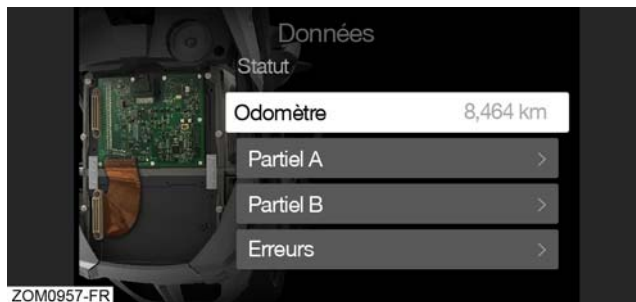 Données
Statut
Odomètre 8,464 km
Partiel A >
Partiel B >
Erreurs >
ZOM0957-FR